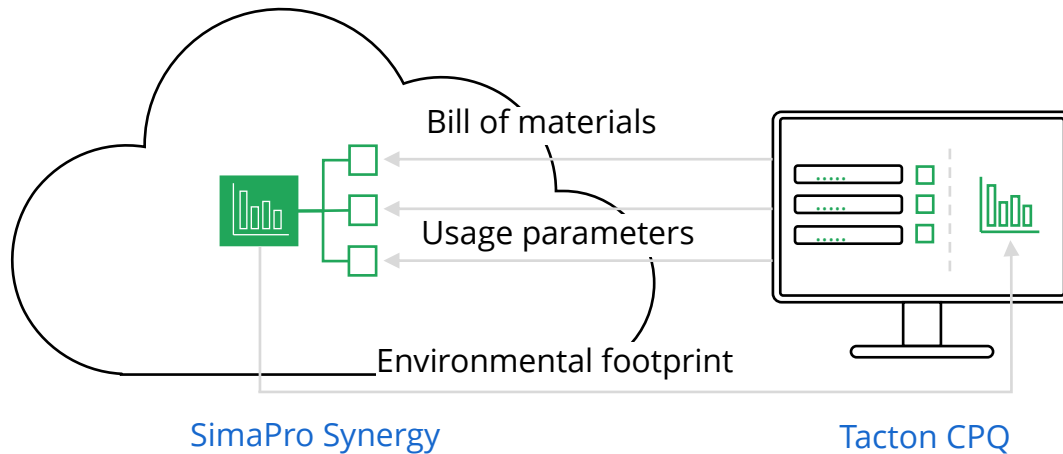 Bill of materials
Usage parameters
Environmental footprint
SimaPro Synergy
Tacton CPQ